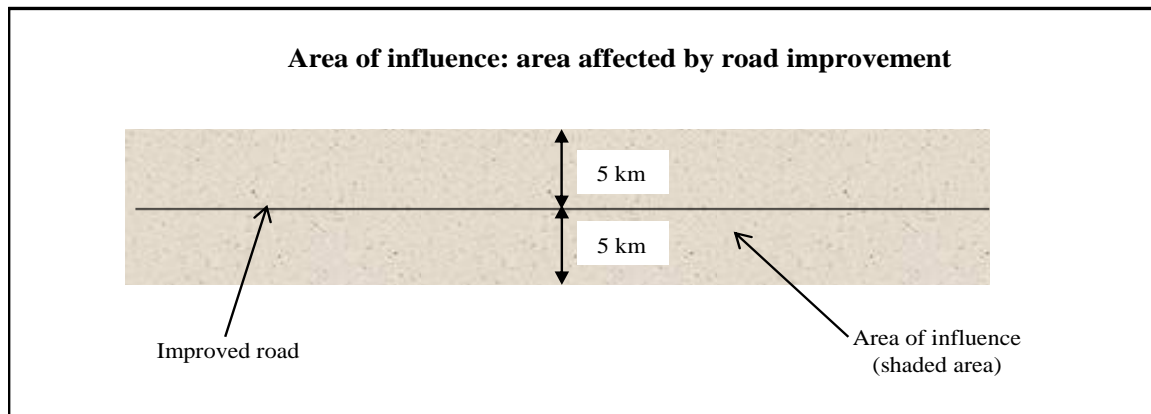 Area of influence: area affected by road improvement
5 km
5 km
Improved road
Area of influence
(shaded area)